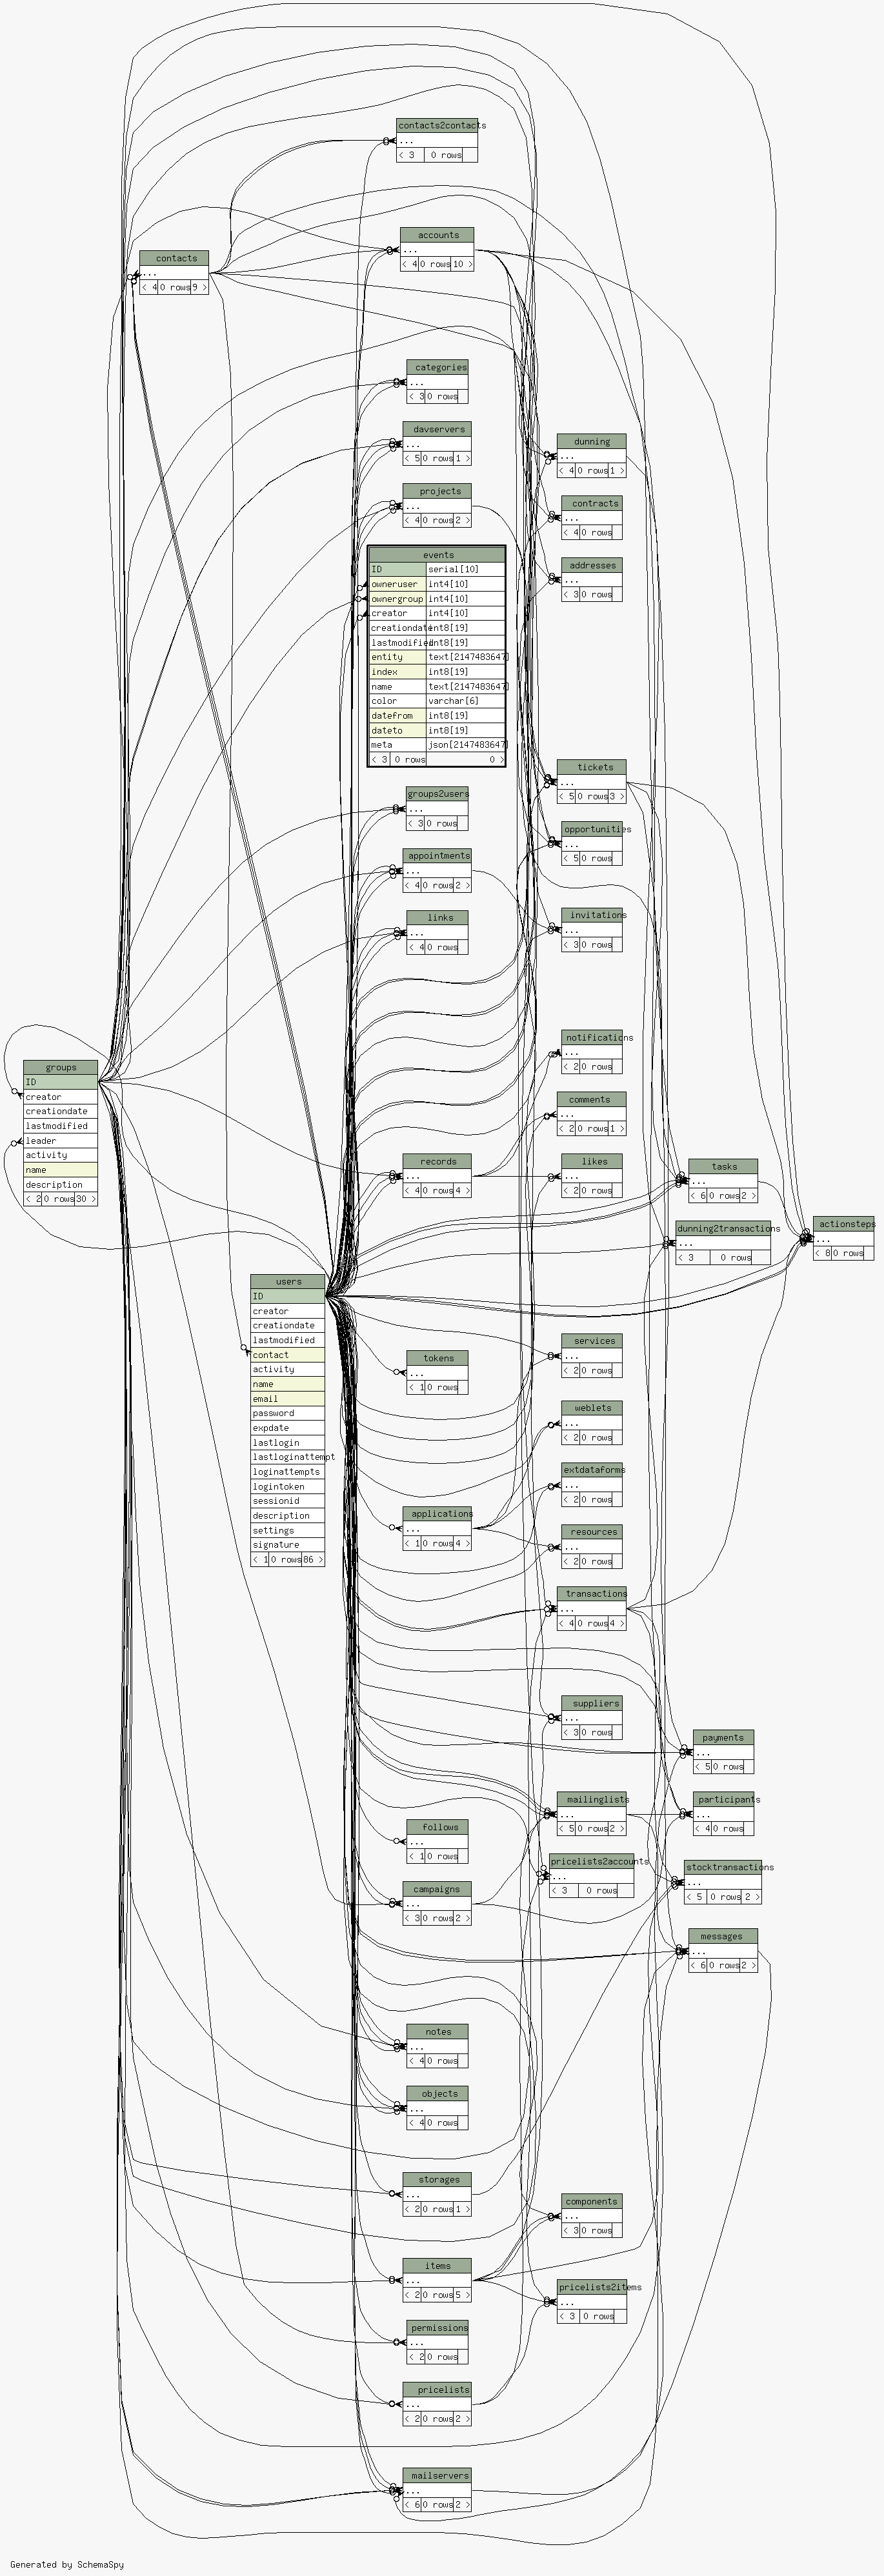 contacts2contacts
...
< 3 0 rows
accounts
...
< 4 0 rows 10 >
contacts
...
< 4 0 rows 9 >
categories
...
< 3 0 rows
davservers
...
< 5 0 rows 1 >
dunning
...
< 4 0 rows 1 >
projects
...
< 4 0 rows 2 >
contracts
...
< 4 0 rows
events
ID serial[10]
owneruser int4[10]
ownergroup int4[10]
creator int4[10]
creationdate int8[19]
lastmodified int8[19]
entity text[2147483647]
index int8[19]
name text[2147483647]
color varchar[6]
datefrom int8[19]
dateto int8[19]
meta json[2147483647]
< 3 0 rows 0 >
addresses
...
< 3 0 rows
tickets
...
< 5 0 rows 3 >
groups2users
...
< 3 0 rows
opportunities
...
< 5 0 rows
appointments
...
< 4 0 rows 2 >
links
...
< 4 0 rows
invitations
...
< 3 0 rows
notifications
...
< 2 0 rows
groups
ID
creator
creationdate
lastmodified
leader
activity
name
description
< 2 0 rows 30 >
comments
...
< 2 0 rows 1 >
records
...
< 4 0 rows 4 >
likes
...
< 2 0 rows
tasks
...
< 6 0 rows 2 >
dunning2transactions
...
< 3 0 rows
actionsteps
...
< 8 0 rows
users
ID
creator
creationdate
lastmodified
contact
activity
name
email
password
expdate
lastlogin
lastloginattempt
loginattempts
logintoken
sessionid
description
settings
signature
< 1 0 rows 86 >
services
...
< 2 0 rows
tokens
...
< 1 0 rows
weblets
...
< 2 0 rows
extdataforms
...
< 2 0 rows
applications
...
< 1 0 rows 4 >
resources
...
< 2 0 rows
transactions
...
< 4 0 rows 4 >
suppliers
...
< 3 0 rows
payments
...
< 5 0 rows
mailinglists
...
< 5 0 rows 2 >
participants
...
< 4 0 rows
follows
...
< 1 0 rows
pricelists2accounts
...
< 3 0 rows
stocktransactions
...
< 5 0 rows 2 >
campaigns
...
< 3 0 rows 2 >
messages
...
< 6 0 rows 2 >
notes
...
< 4 0 rows
objects
...
< 4 0 rows
storages
...
< 2 0 rows 1 >
components
...
< 3 0 rows
items
...
< 2 0 rows 5 >
pricelists2items
...
< 3 0 rows
permissions
...
< 2 0 rows
pricelists
...
< 2 0 rows 2 >
mailservers
...
< 6 0 rows 2 >
Generated by SchemaSpy